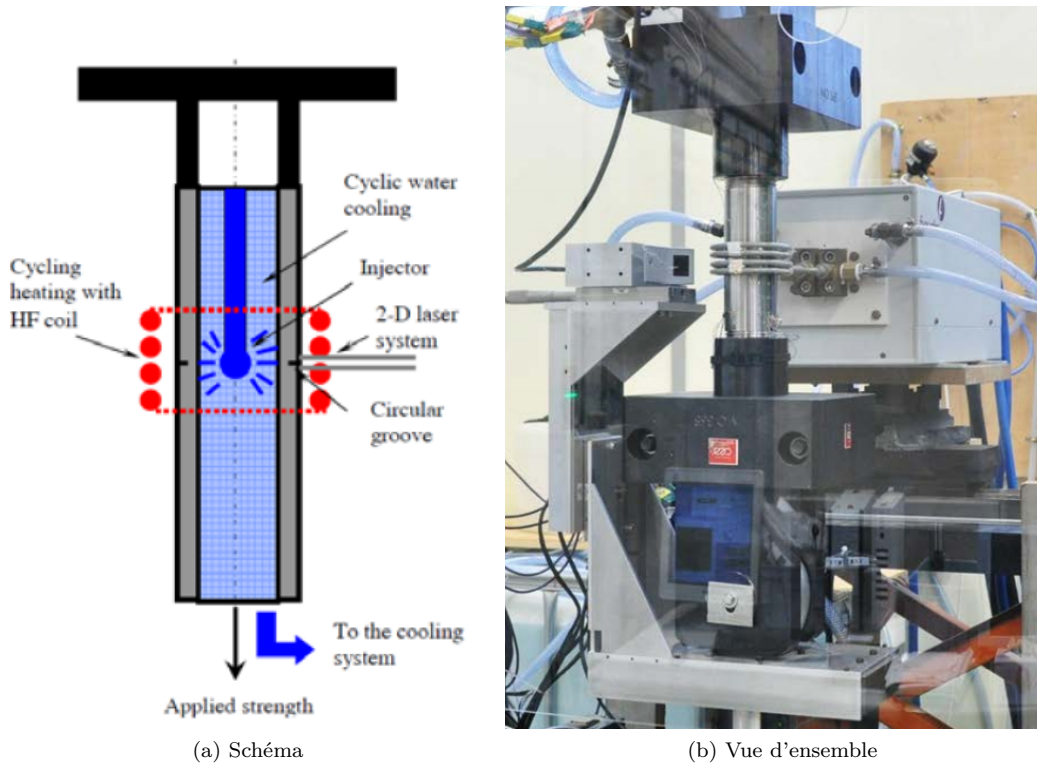 Cyclic water
cooling
Injector
Cycling
heating with
HF coil
2-D laser
system
Circular
groove
To the cooling
system
Applied strength
(a) Schéma
(b) Vue d'ensemble